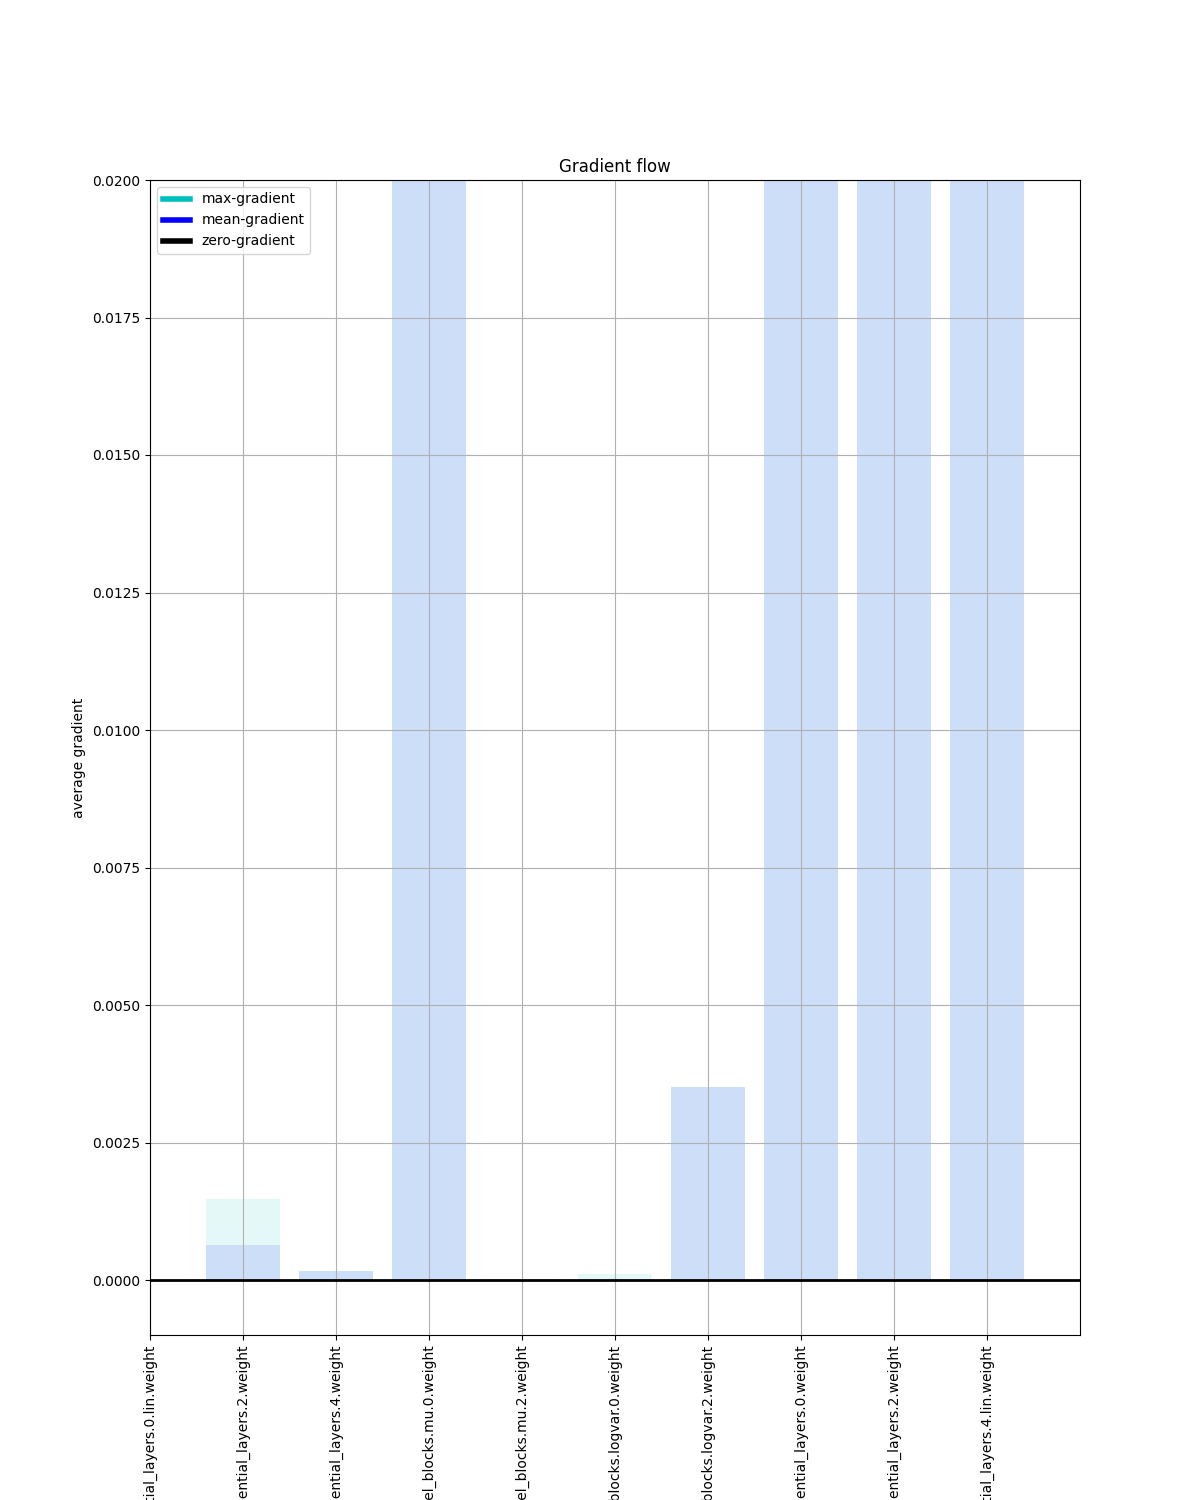 Gradient flow
max-gradient
mean-gradient
zero-gradient
0.0200
0.0175
0.0150
0.0125
0.0100
0.0075
0.0050
0.0025
0.0000
average gradient
tial_layers.0.lin.weight
ential_layers.2.weight
ential_layers.4.weight
el_blocks.mu.0.weight
el_blocks.mu.2.weight
blocks.logvar.0.weight
blocks.logvar.2.weight
ential_layers.0.weight
ential_layers.2.weight
tial_layers.4.lin.weight